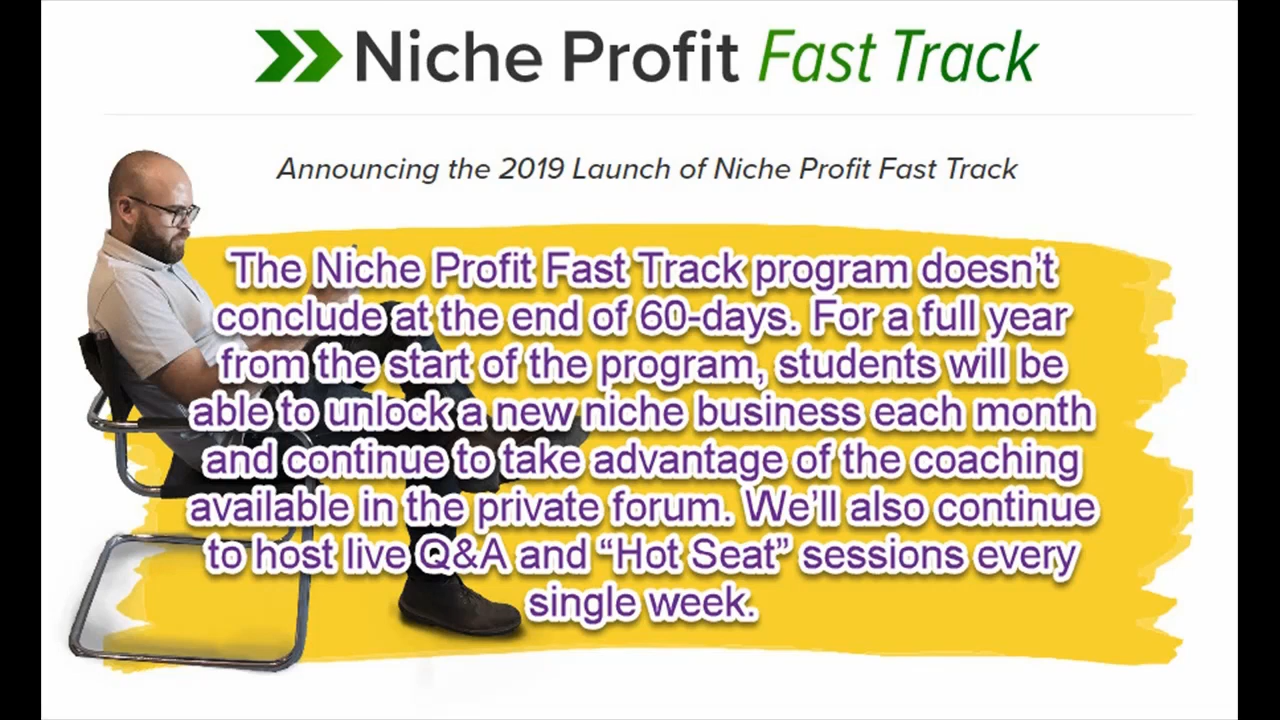 Niche Profit Fast Track
Announcing the 2019 Launch of Niche Profit Fast Track
The Niche Profit Fast Track program doesn’t
conclude at the end of 60-days. For a full year
from the start of the program, students will be
able to unlock a new niche business each month
and continue to take advantage of the coaching
available in the private forum. We’ll also continue
to host live Q&A and “Hot Seat” sessions every
single week.